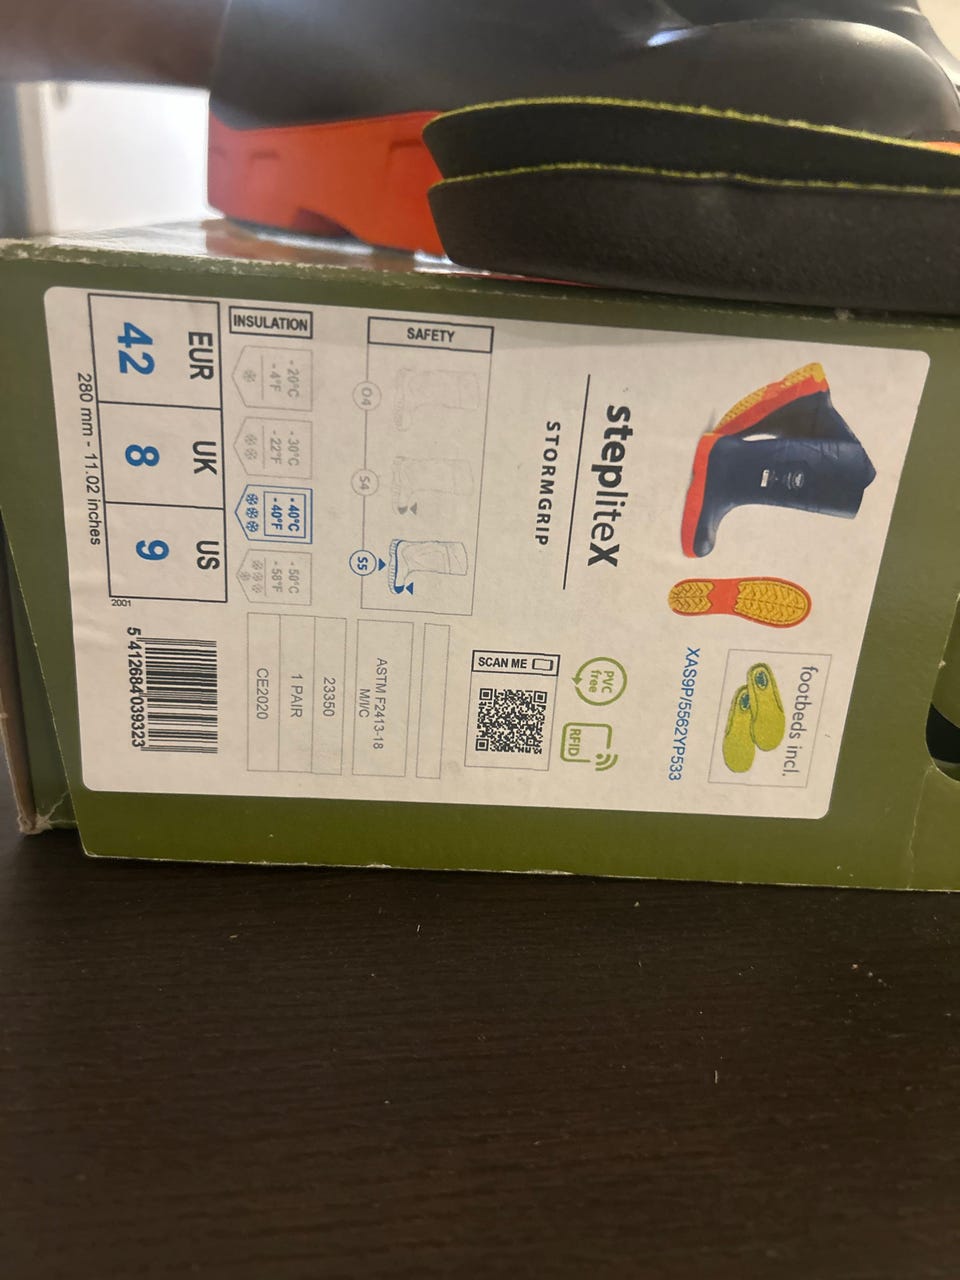 footbeds incl.
XAS9P/5562YP533
stepliteX
STORMGRIP
PVC
free
RFID
SCAN ME
SAFETY
O4
S4
S5
ASTM F2413-18
M/I/C
23350
1 PAIR
CE2020
INSULATION
- 20°C
- 4°F
- 30°C
- 22°F
- 40°C
- 40°F
- 50°C
- 58°F
EUR UK US
42 8 9
280 mm - 11.02 inches
2001
5 412684 039323